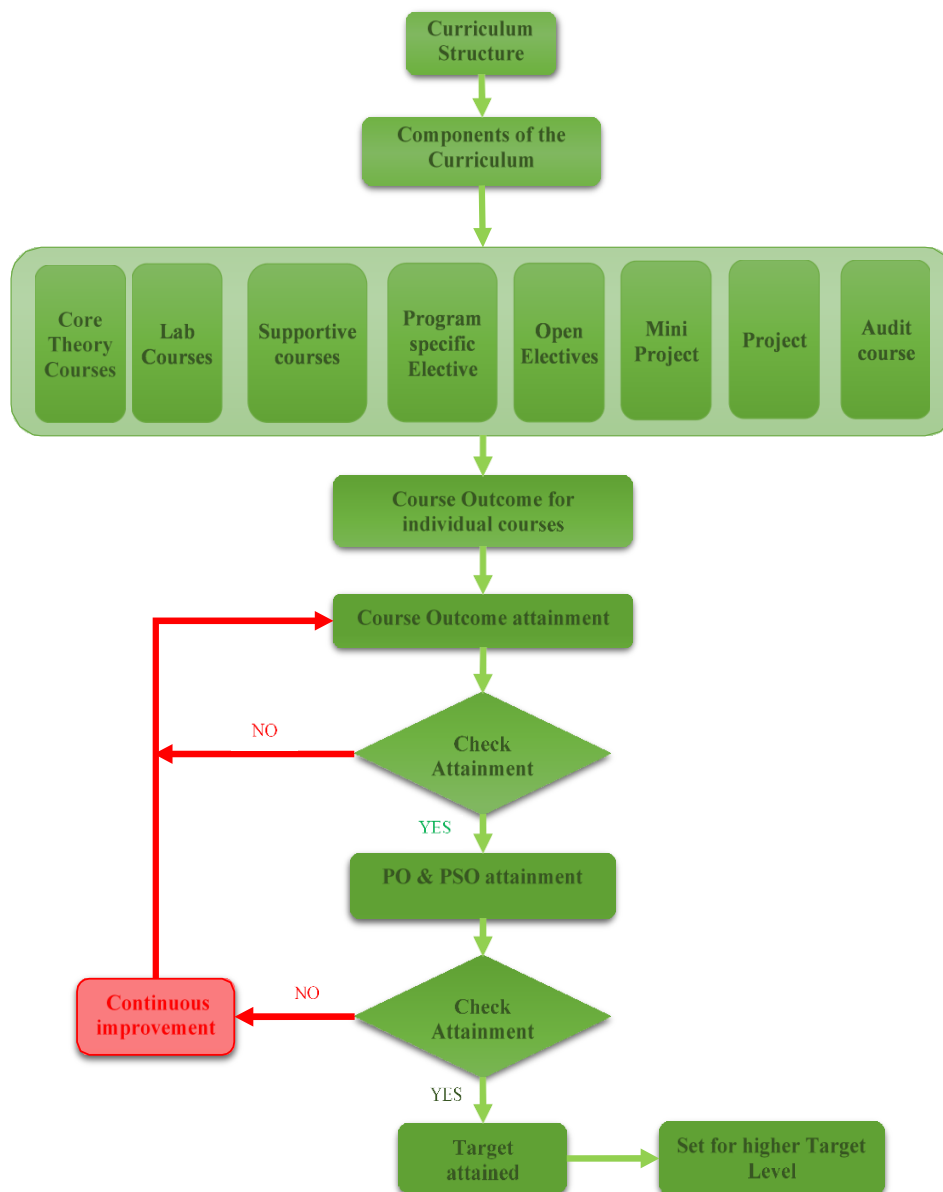 Curriculum
Structure
Components of the
Curriculum
Core
Theory
Courses
Lab
Courses
Supportive
courses
Program
specific
Elective
Open
Electives
Mini
Project
Project
Audit
course
Course Outcome for
individual courses
Course Outcome attainment
NO
Check
Attainment
YES
PO & PSO attainment
Continuous
improvement
NO
Check
Attainment
YES
Target
attained
Set for higher Target
Level